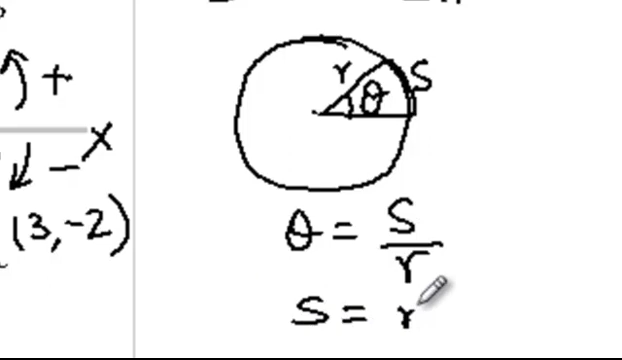 +
X
−
(3,-2)
r θ S
θ = S/r
S = r